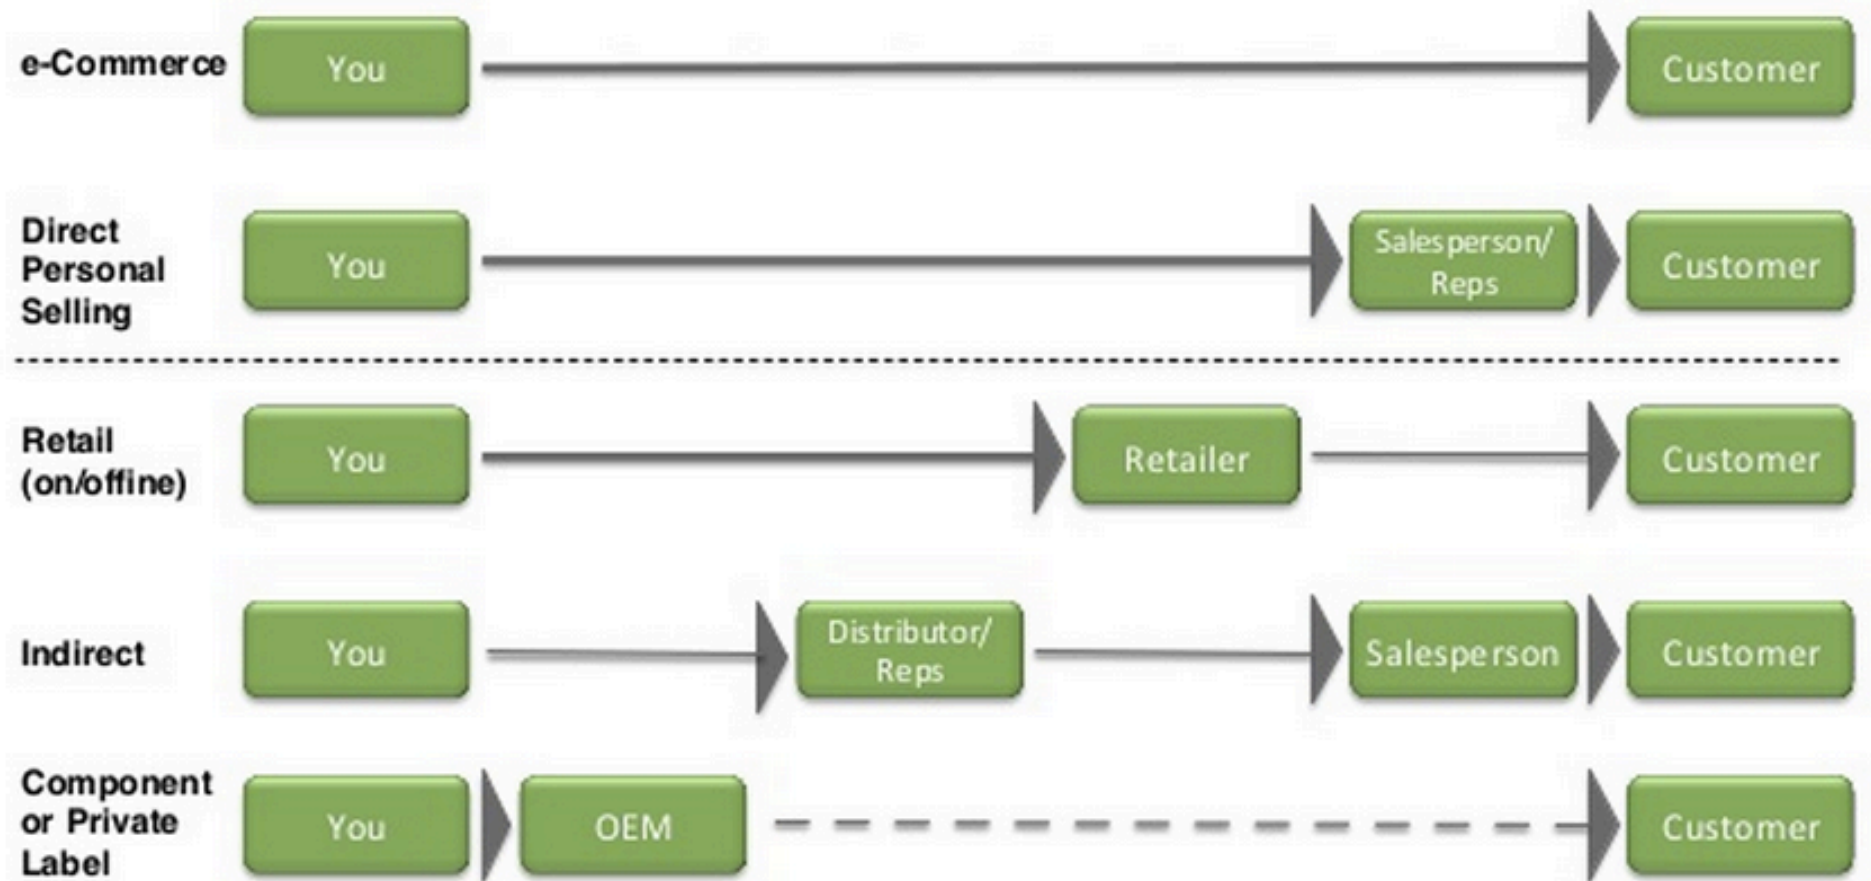 e-Commerce You Customer
Direct
Personal
Selling
You
Salesperson/
Reps
Customer
Retail
(on/offine)
You Retailer Customer
Indirect You
Distributor/
Reps
Salesperson Customer
Component
or Private
Label
You OEM Customer